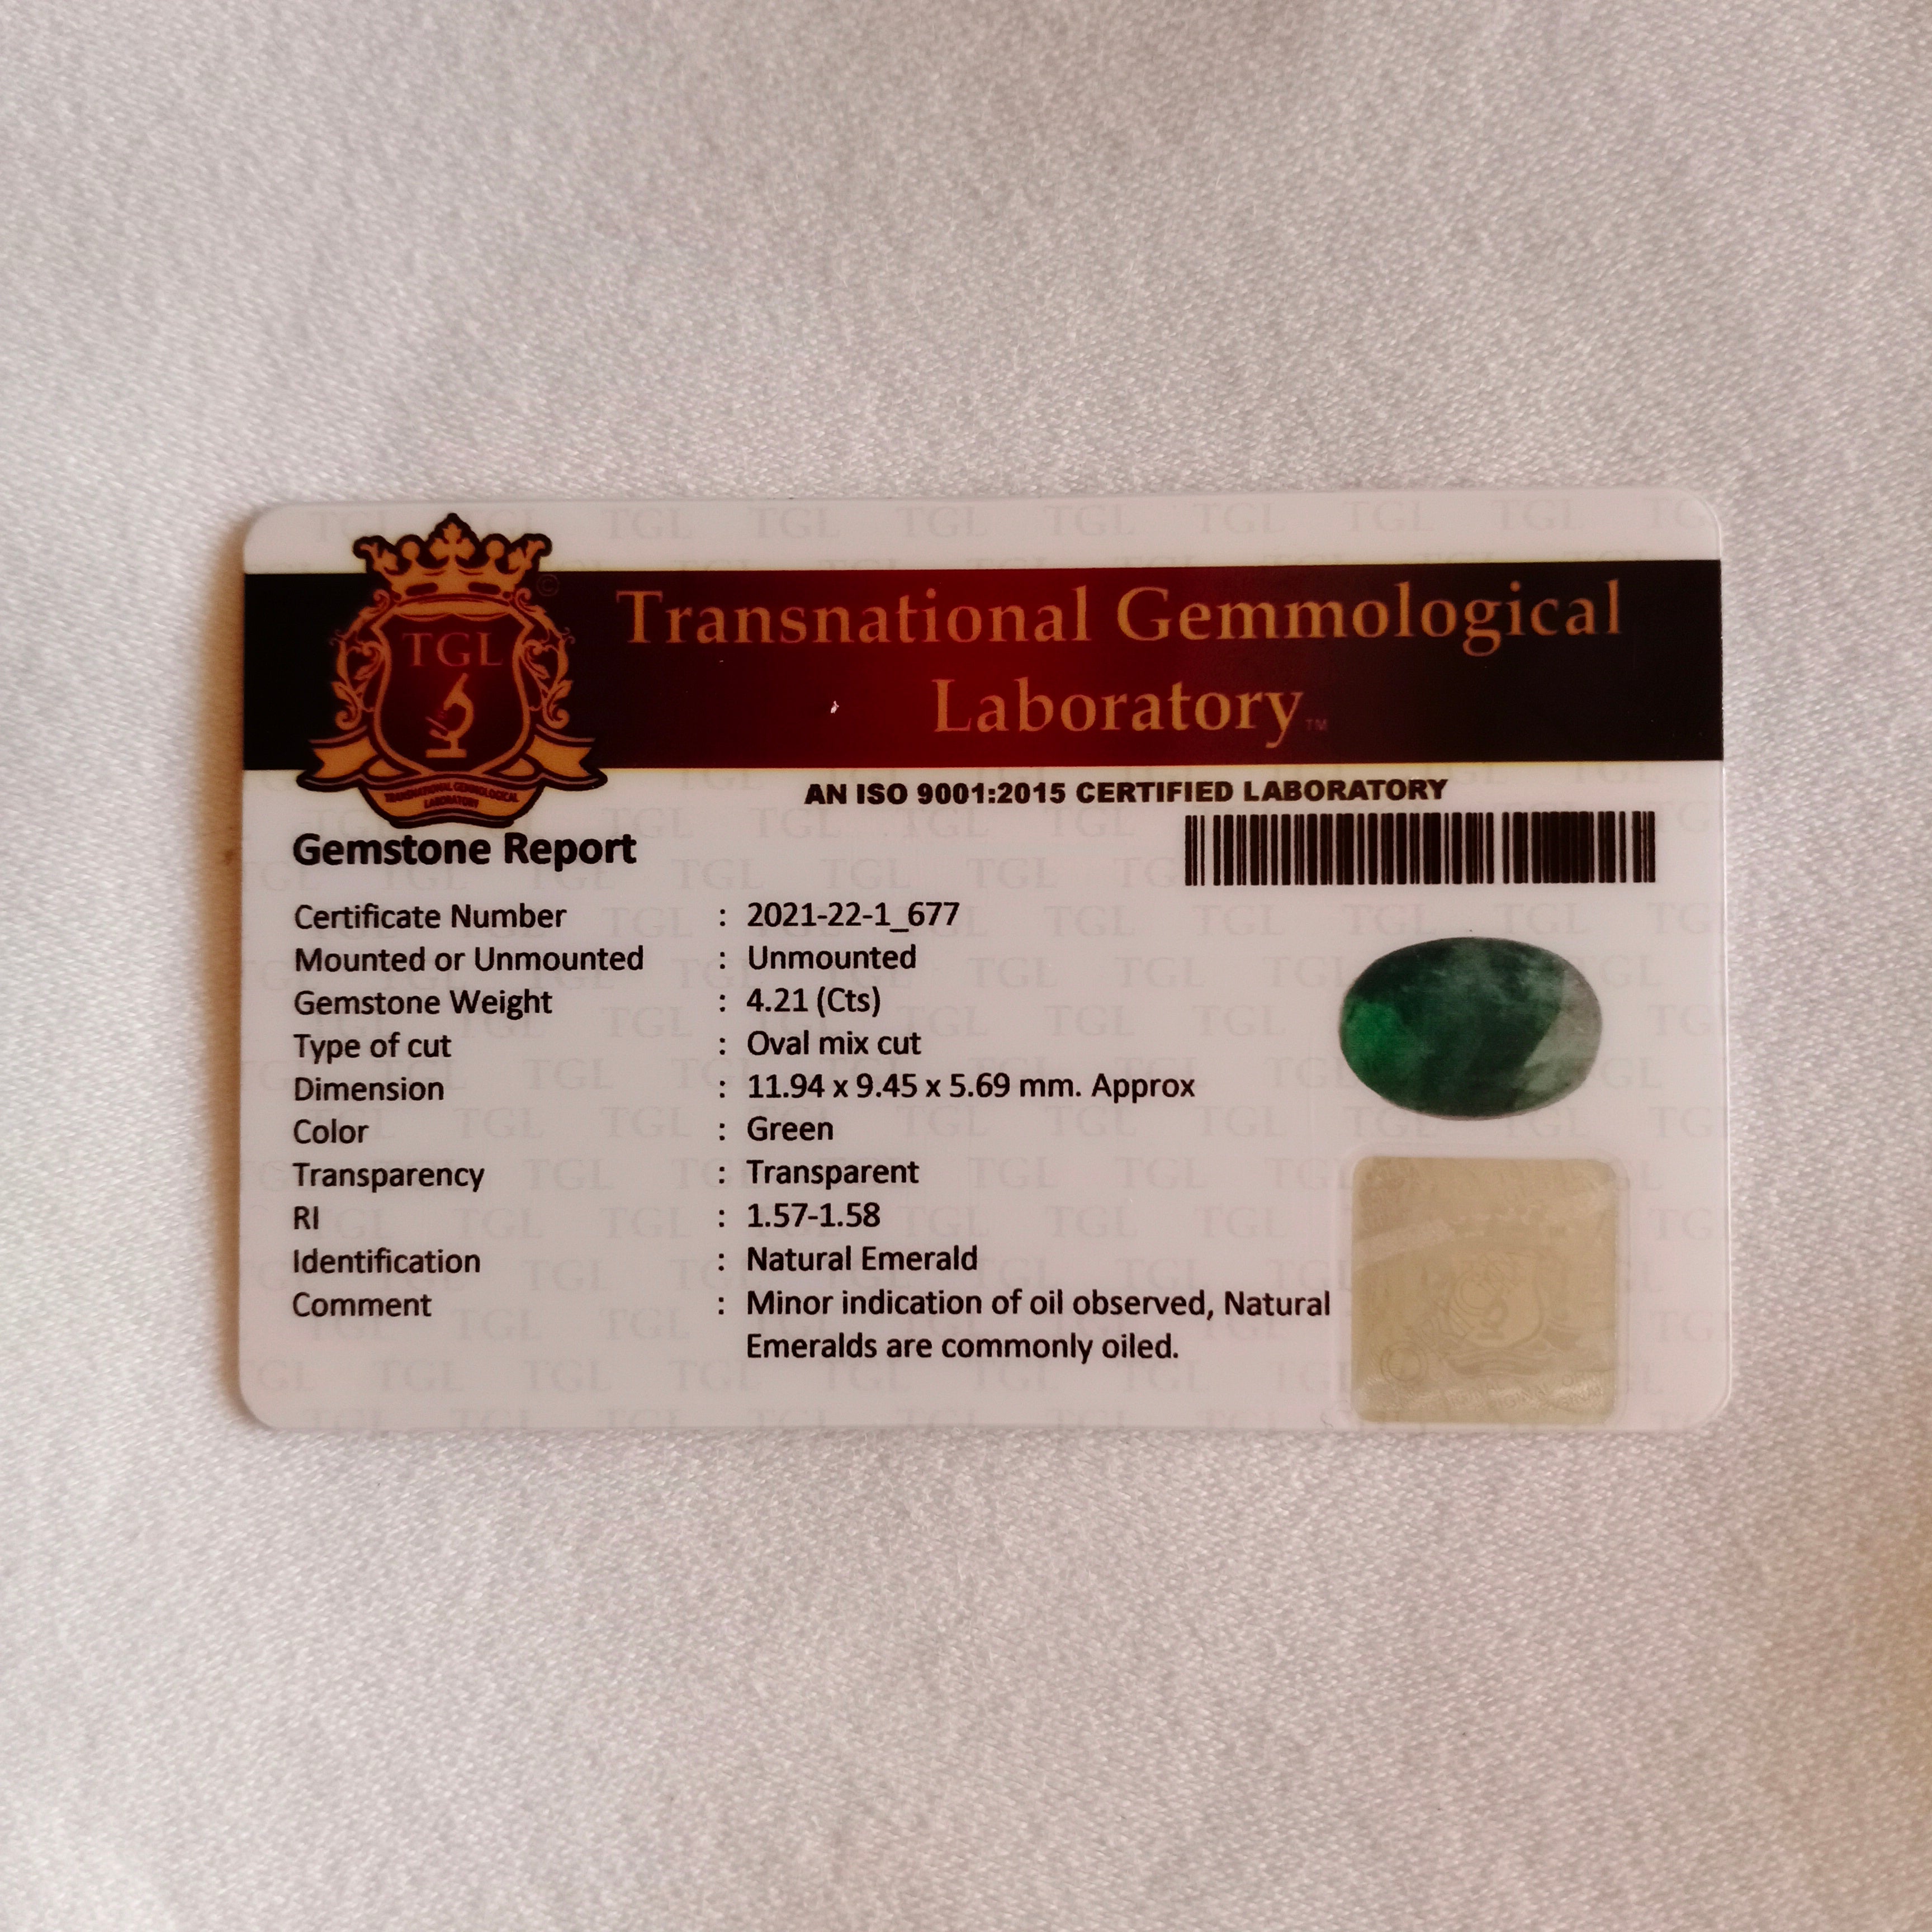 TGL
Transnational Gemmological
Laboratory™
TRANSNATIONAL GEMMOLOGICAL
LABORATORY
AN ISO 9001:2015 CERTIFIED LABORATORY
Gemstone Report
Certificate Number : 2021-22-1_677
Mounted or Unmounted : Unmounted
Gemstone Weight : 4.21 (Cts)
Type of cut : Oval mix cut
Dimension : 11.94 x 9.45 x 5.69 mm. Approx
Color : Green
Transparency : Transparent
RI : 1.57-1.58
Identification : Natural Emerald
Comment : Minor indication of oil observed, Natural
Emeralds are commonly oiled.